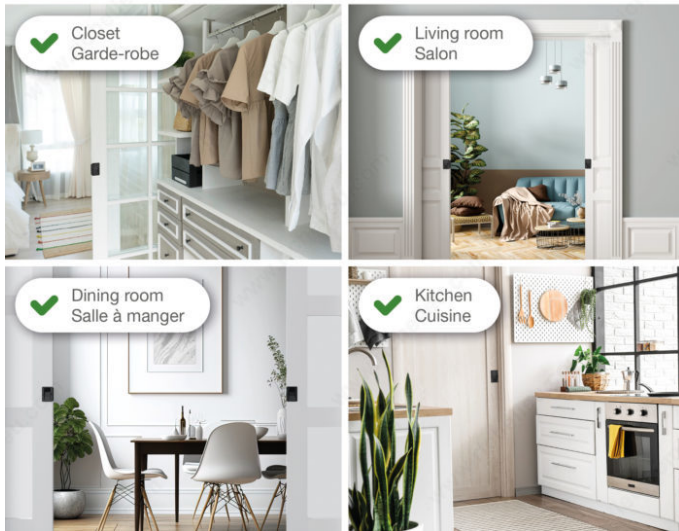 Closet
Garde-robe
Living room
Salon
Dining room
Salle à manger
Kitchen
Cuisine